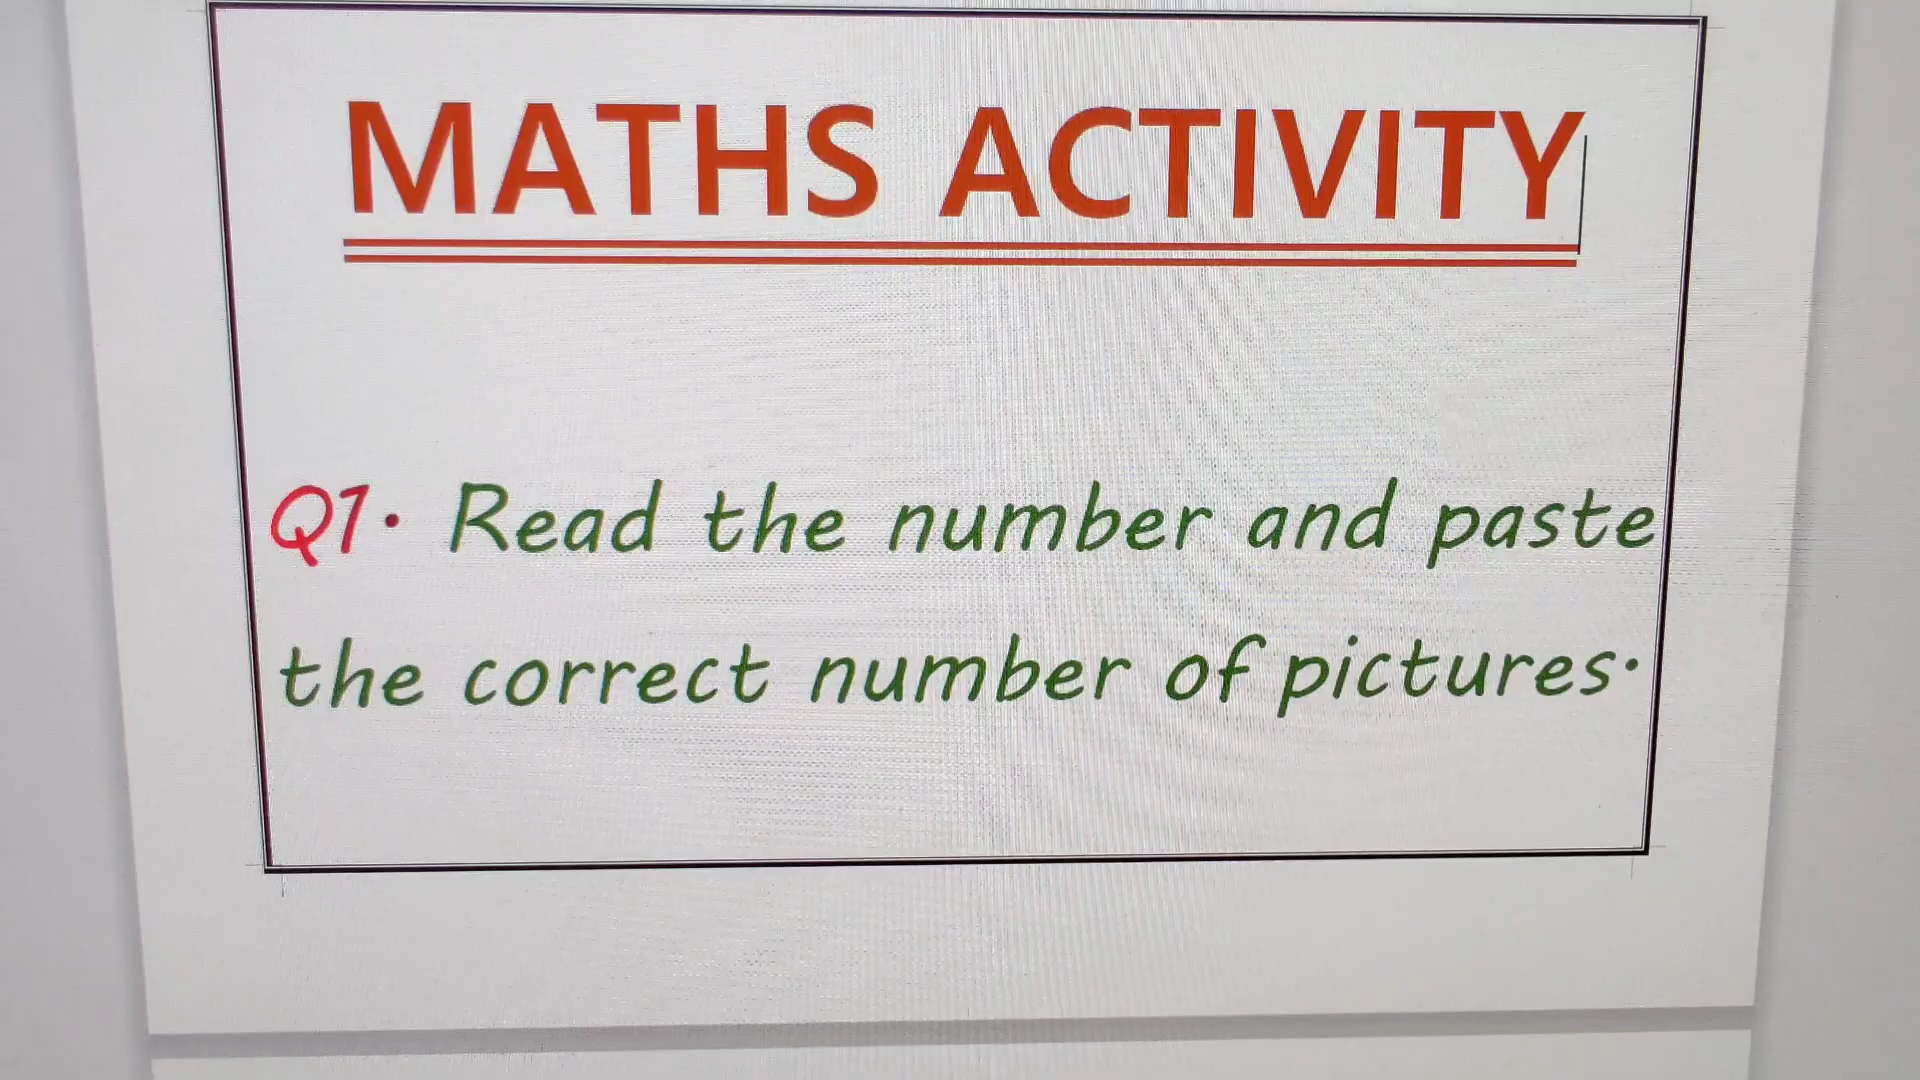 MATHS ACTIVITY
Q1. Read the number and paste
the correct number of pictures.